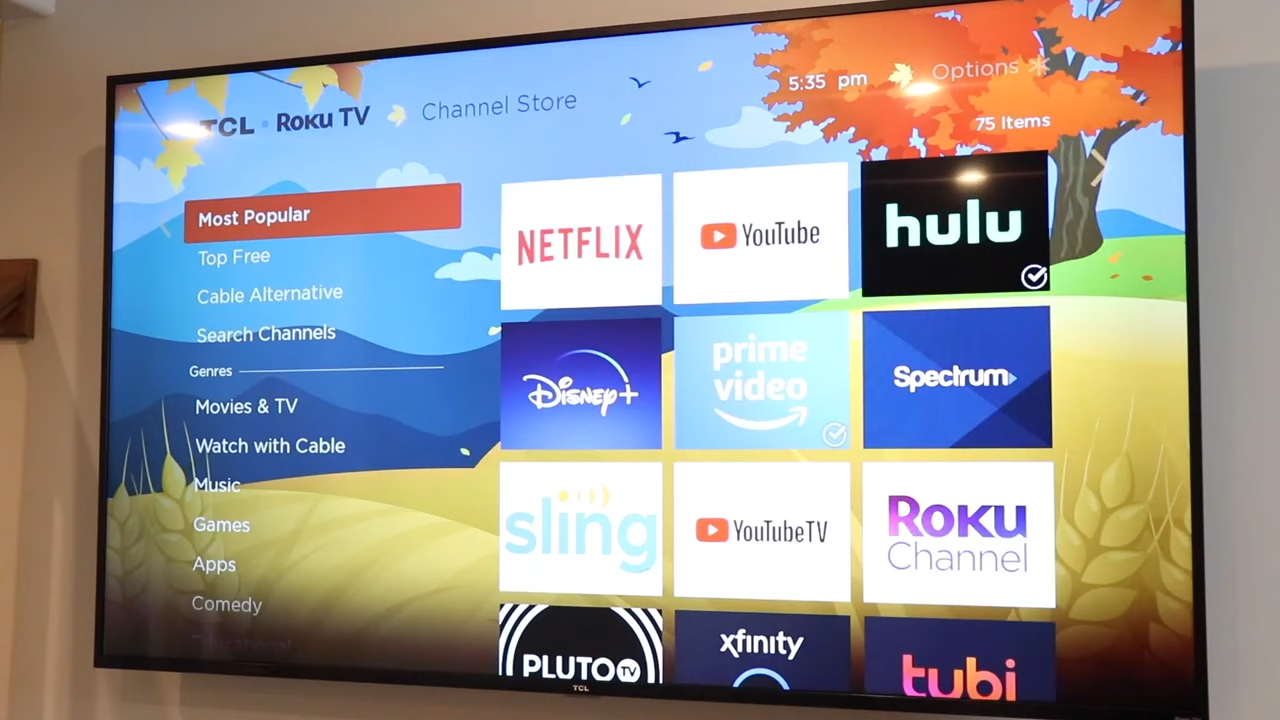 TCL • Roku TV
Channel Store
5:35 pm
Options
75 Items
Most Popular
Top Free
Cable Alternative
Search Channels
Genres
Movies & TV
Watch with Cable
Music
Games
Apps
Comedy
NETFLIX
YouTube
hulu
Disney+
prime
video
Spectrum
sling
YouTubeTV
Roku
Channel
PLUTO TV
xfinity
tubi
TCL